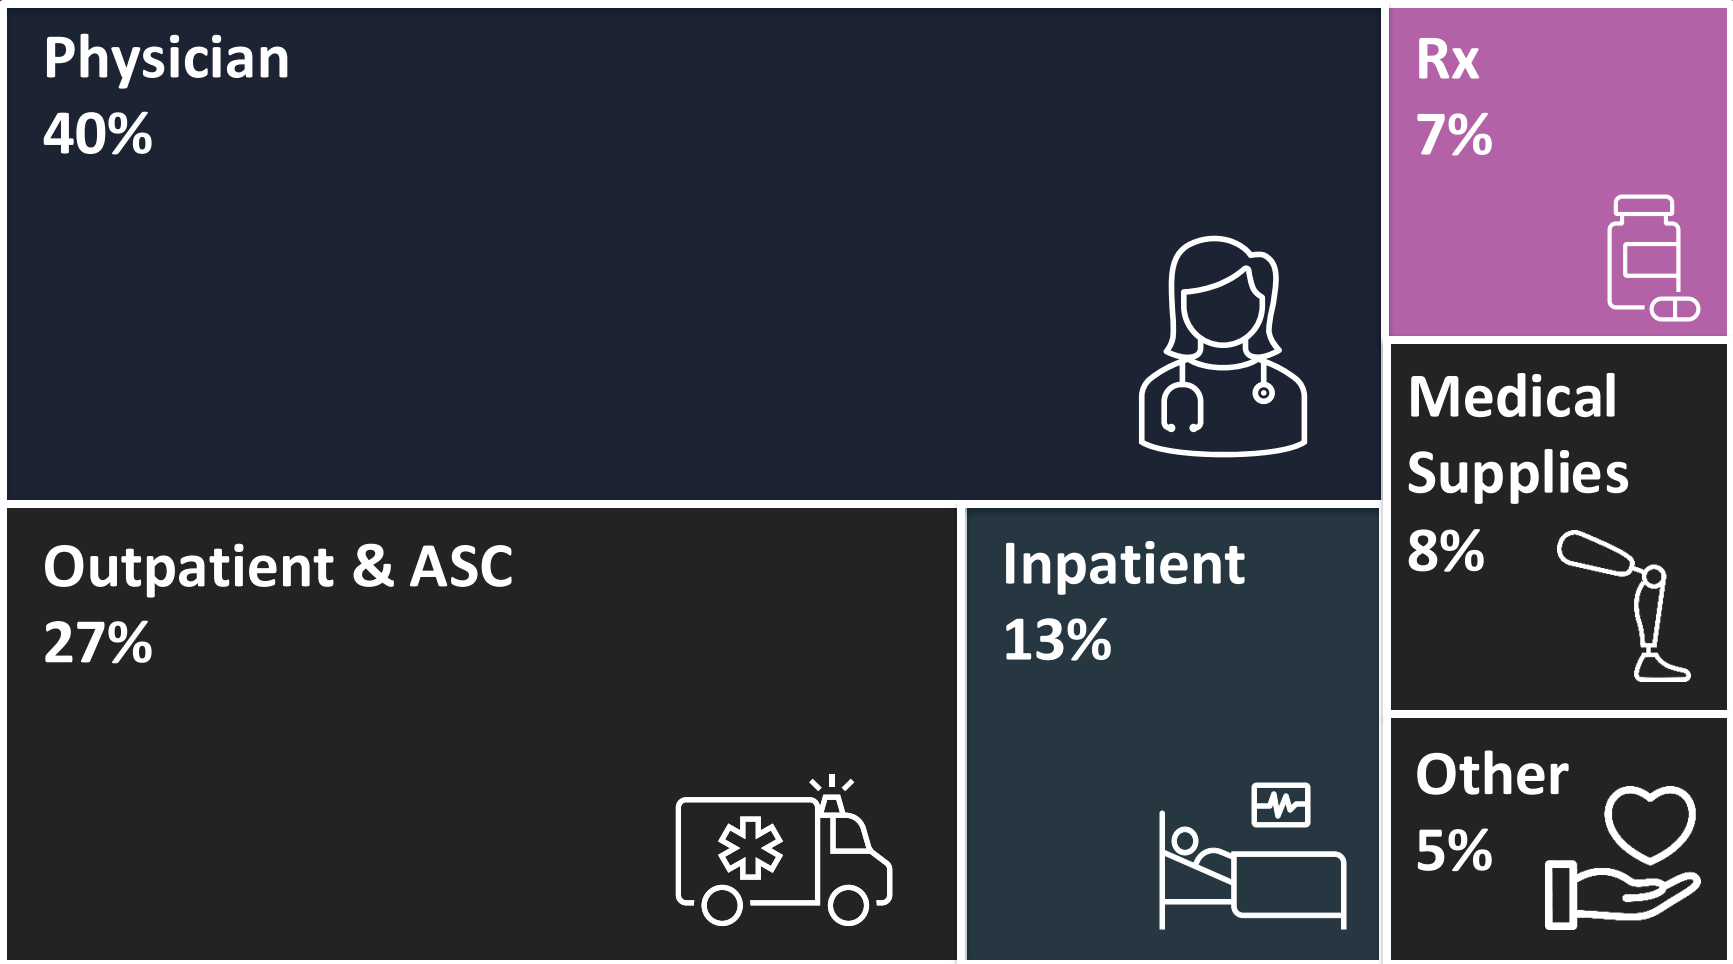 Physician
40%
Rx
7%
Medical
Supplies
8%
Outpatient & ASC
27%
Inpatient
13%
Other
5%